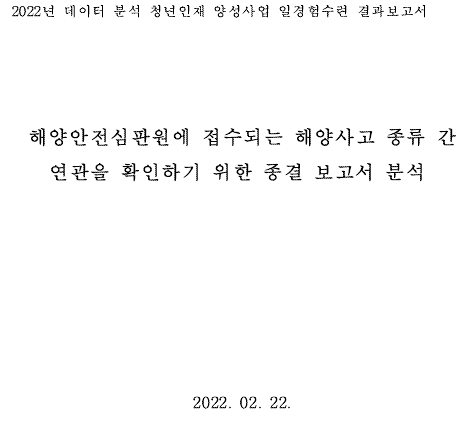 2022년 데이터 분석 청년인재 양성사업 일경험수련 결과보고서
해양안전심판원에 접수되는 해양사고 종류 간
연관을 확인하기 위한 종결 보고서 분석
2022. 02. 22.